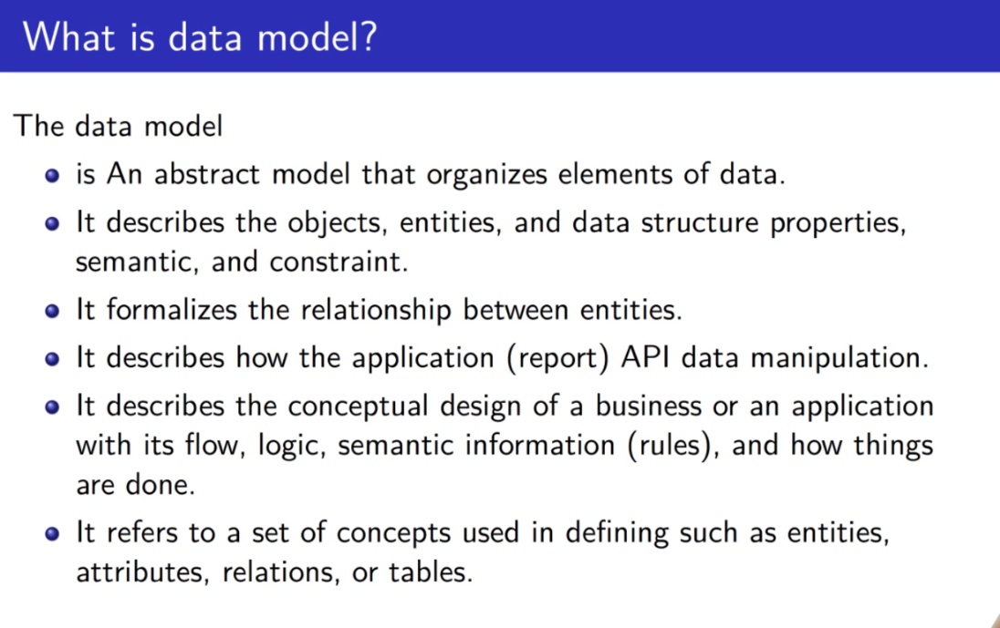 What is data model?
The data model
is An abstract model that organizes elements of data.
It describes the objects, entities, and data structure properties,
semantic, and constraint.
It formalizes the relationship between entities.
It describes how the application (report) API data manipulation.
It describes the conceptual design of a business or an application
with its flow, logic, semantic information (rules), and how things
are done.
It refers to a set of concepts used in defining such as entities,
attributes, relations, or tables.